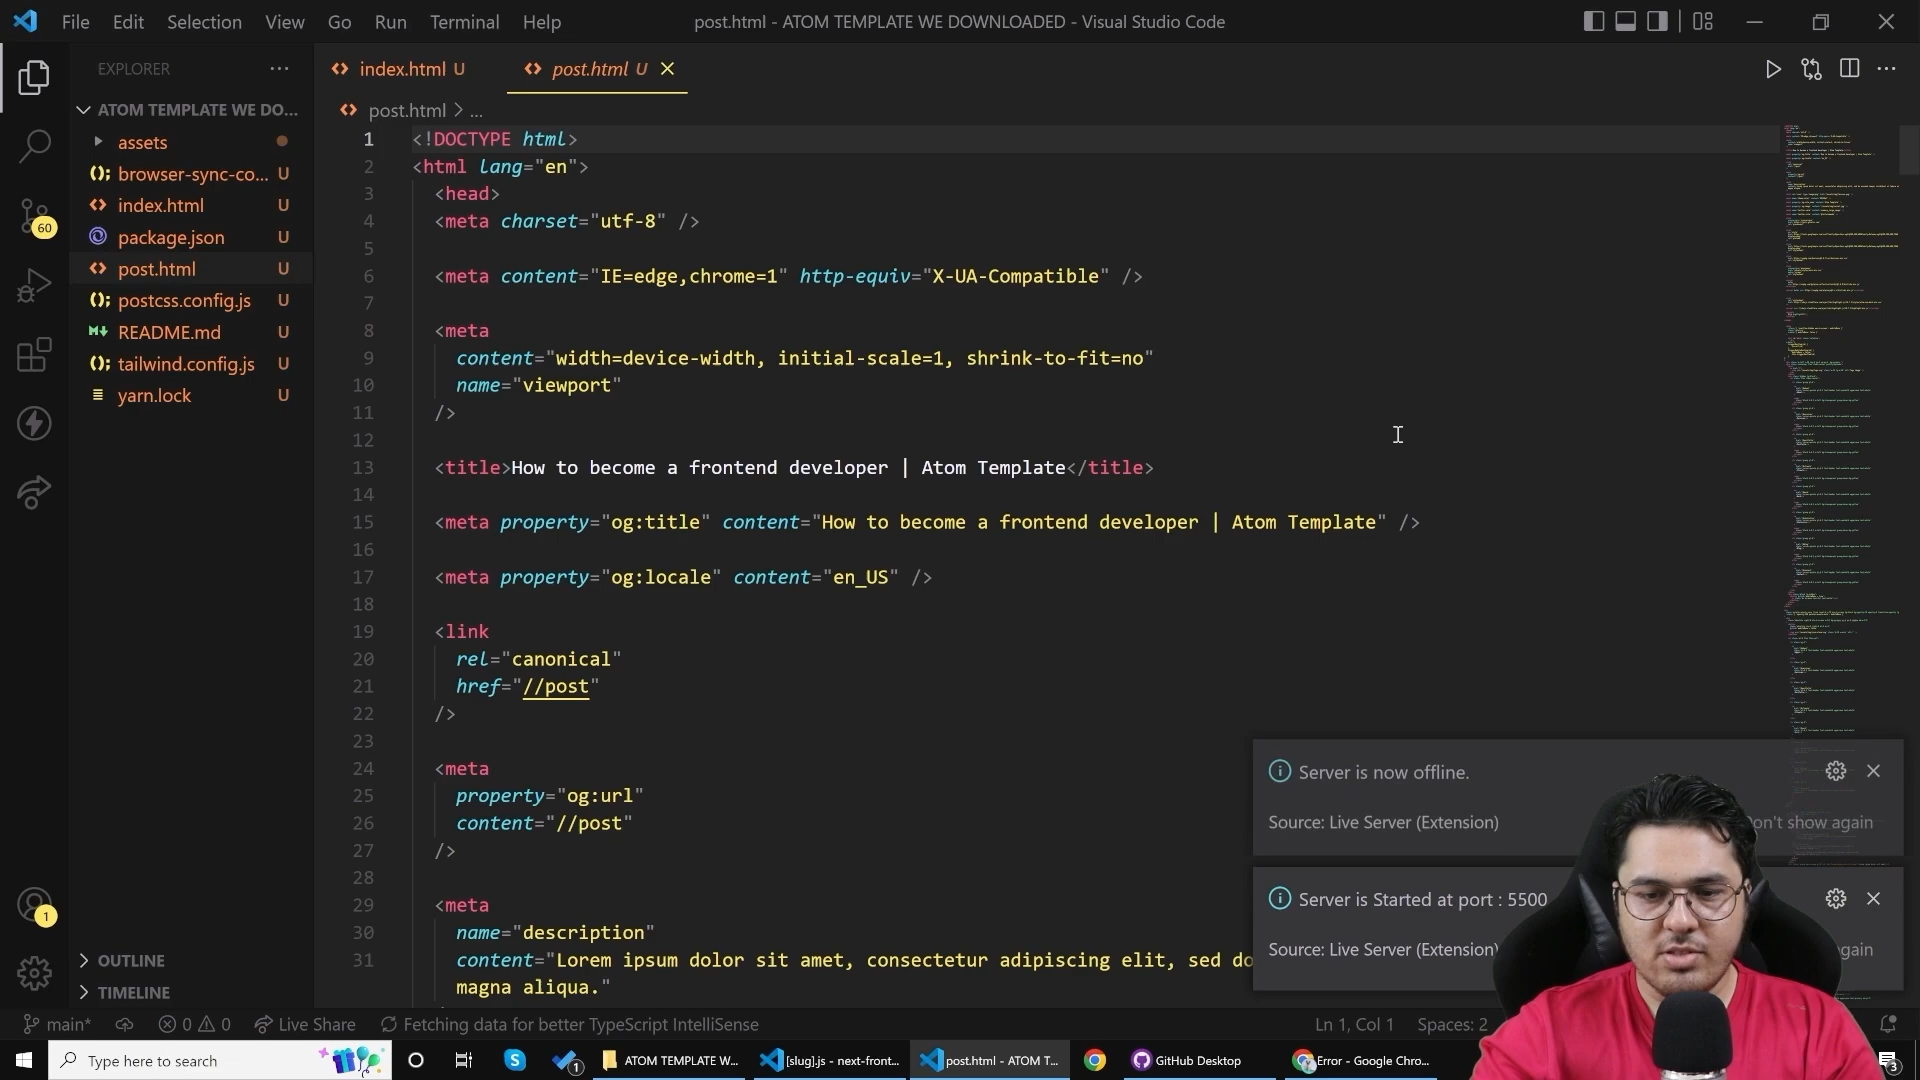 File Edit Selection View Go Run Terminal Help
post.html - ATOM TEMPLATE WE DOWNLOADED - Visual Studio Code
EXPLORER
ATOM TEMPLATE WE DO...
assets
browser-sync-co... U
index.html U
package.json U
post.html U
postcss.config.js U
README.md U
tailwind.config.js U
yarn.lock U
60
1
OUTLINE
TIMELINE
index.html U
post.html U
post.html > ...
1 <!DOCTYPE html>
2 <html lang="en">
3 <head>
4 <meta charset="utf-8" />
5
6 <meta content="IE=edge,chrome=1" http-equiv="X-UA-Compatible" />
7
8 <meta
9 content="width=device-width, initial-scale=1, shrink-to-fit=no"
10 name="viewport"
11 />
12
13 <title>How to become a frontend developer | Atom Template</title>
14
15 <meta property="og:title" content="How to become a frontend developer | Atom Template" />
16
17 <meta property="og:locale" content="en_US" />
18
19 <link
20 rel="canonical"
21 href="//post"
22 />
23
24 <meta
25 property="og:url"
26 content="//post"
27 />
28
29 <meta
30 name="description"
31 content="Lorem ipsum dolor sit amet, consectetur adipiscing elit, sed do
magna aliqua."
Server is now offline.
Source: Live Server (Extension)
Don't show again
Server is Started at port : 5500
Source: Live Server (Extension)
again
main* 0 0 Live Share Fetching data for better TypeScript IntelliSense
Ln 1, Col 1 Spaces: 2
Type here to search
1
ATOM TEMPLATE W...
[slug].js - next-front...
post.html - ATOM T...
GitHub Desktop
Error - Google Chro...
3